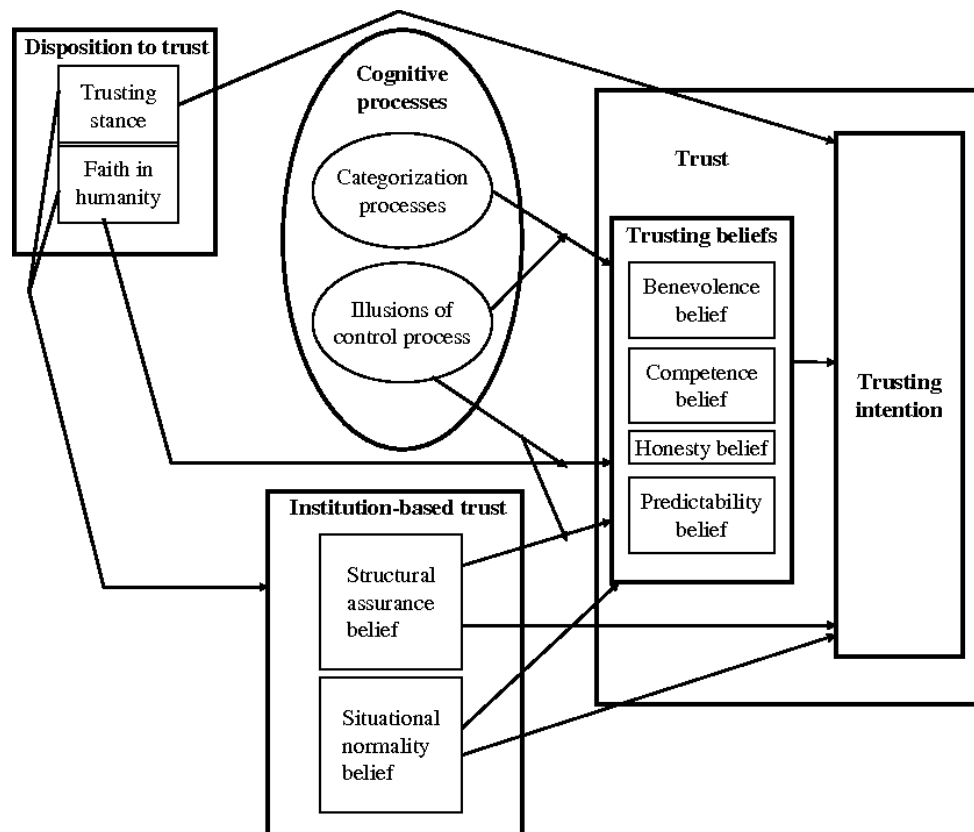 Disposition to trust
Trusting
stance
Faith in
humanity
Cognitive
processes
Categorization
processes
Illusions of
control process
Institution-based trust
Structural
assurance
belief
Situational
normality
belief
Trust
Trusting beliefs
Benevolence
belief
Competence
belief
Honesty belief
Predictability
belief
Trusting
intention